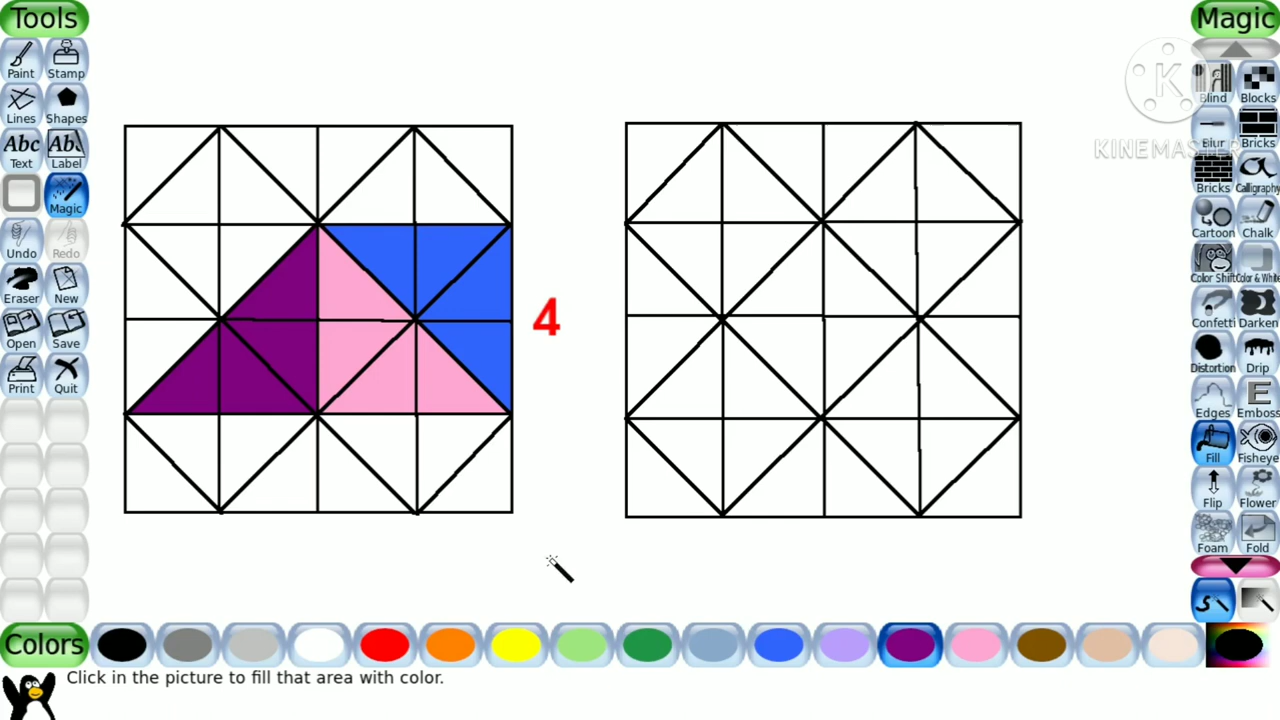 Tools
Paint
Stamp
Lines
Shapes
Abc
Text
Abc
Label
Magic
Undo
Redo
Eraser
New
Open
Save
Print
Quit
4
Magic
K
KINEMASTER
Blind
Blocks
Blur
Bricks
Bricks
Calligraphy
Cartoon
Chalk
Color Shift
Color & White
Confetti
Darken
Distortion
Drip
Edges
Emboss
Fill
Fisheye
Flip
Flower
Foam
Fold
Colors
Click in the picture to fill that area with color.